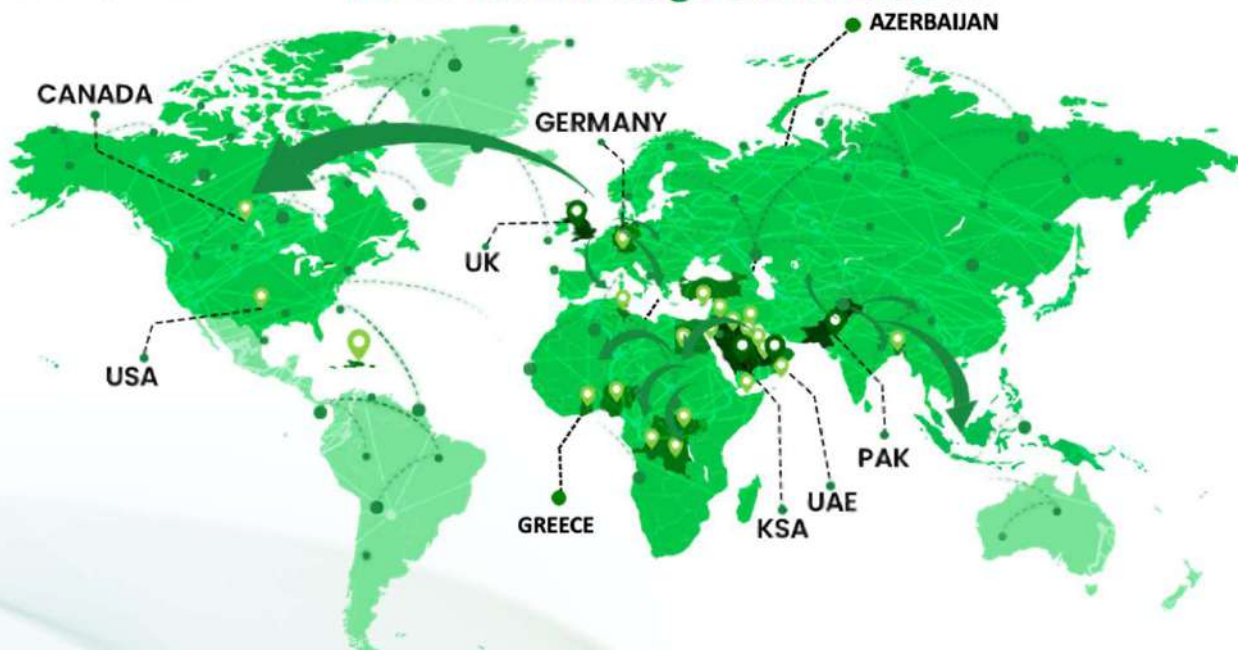 AZERBAIJAN
CANADA
GERMANY
UK
USA
PAK
UAE
GREECE
KSA